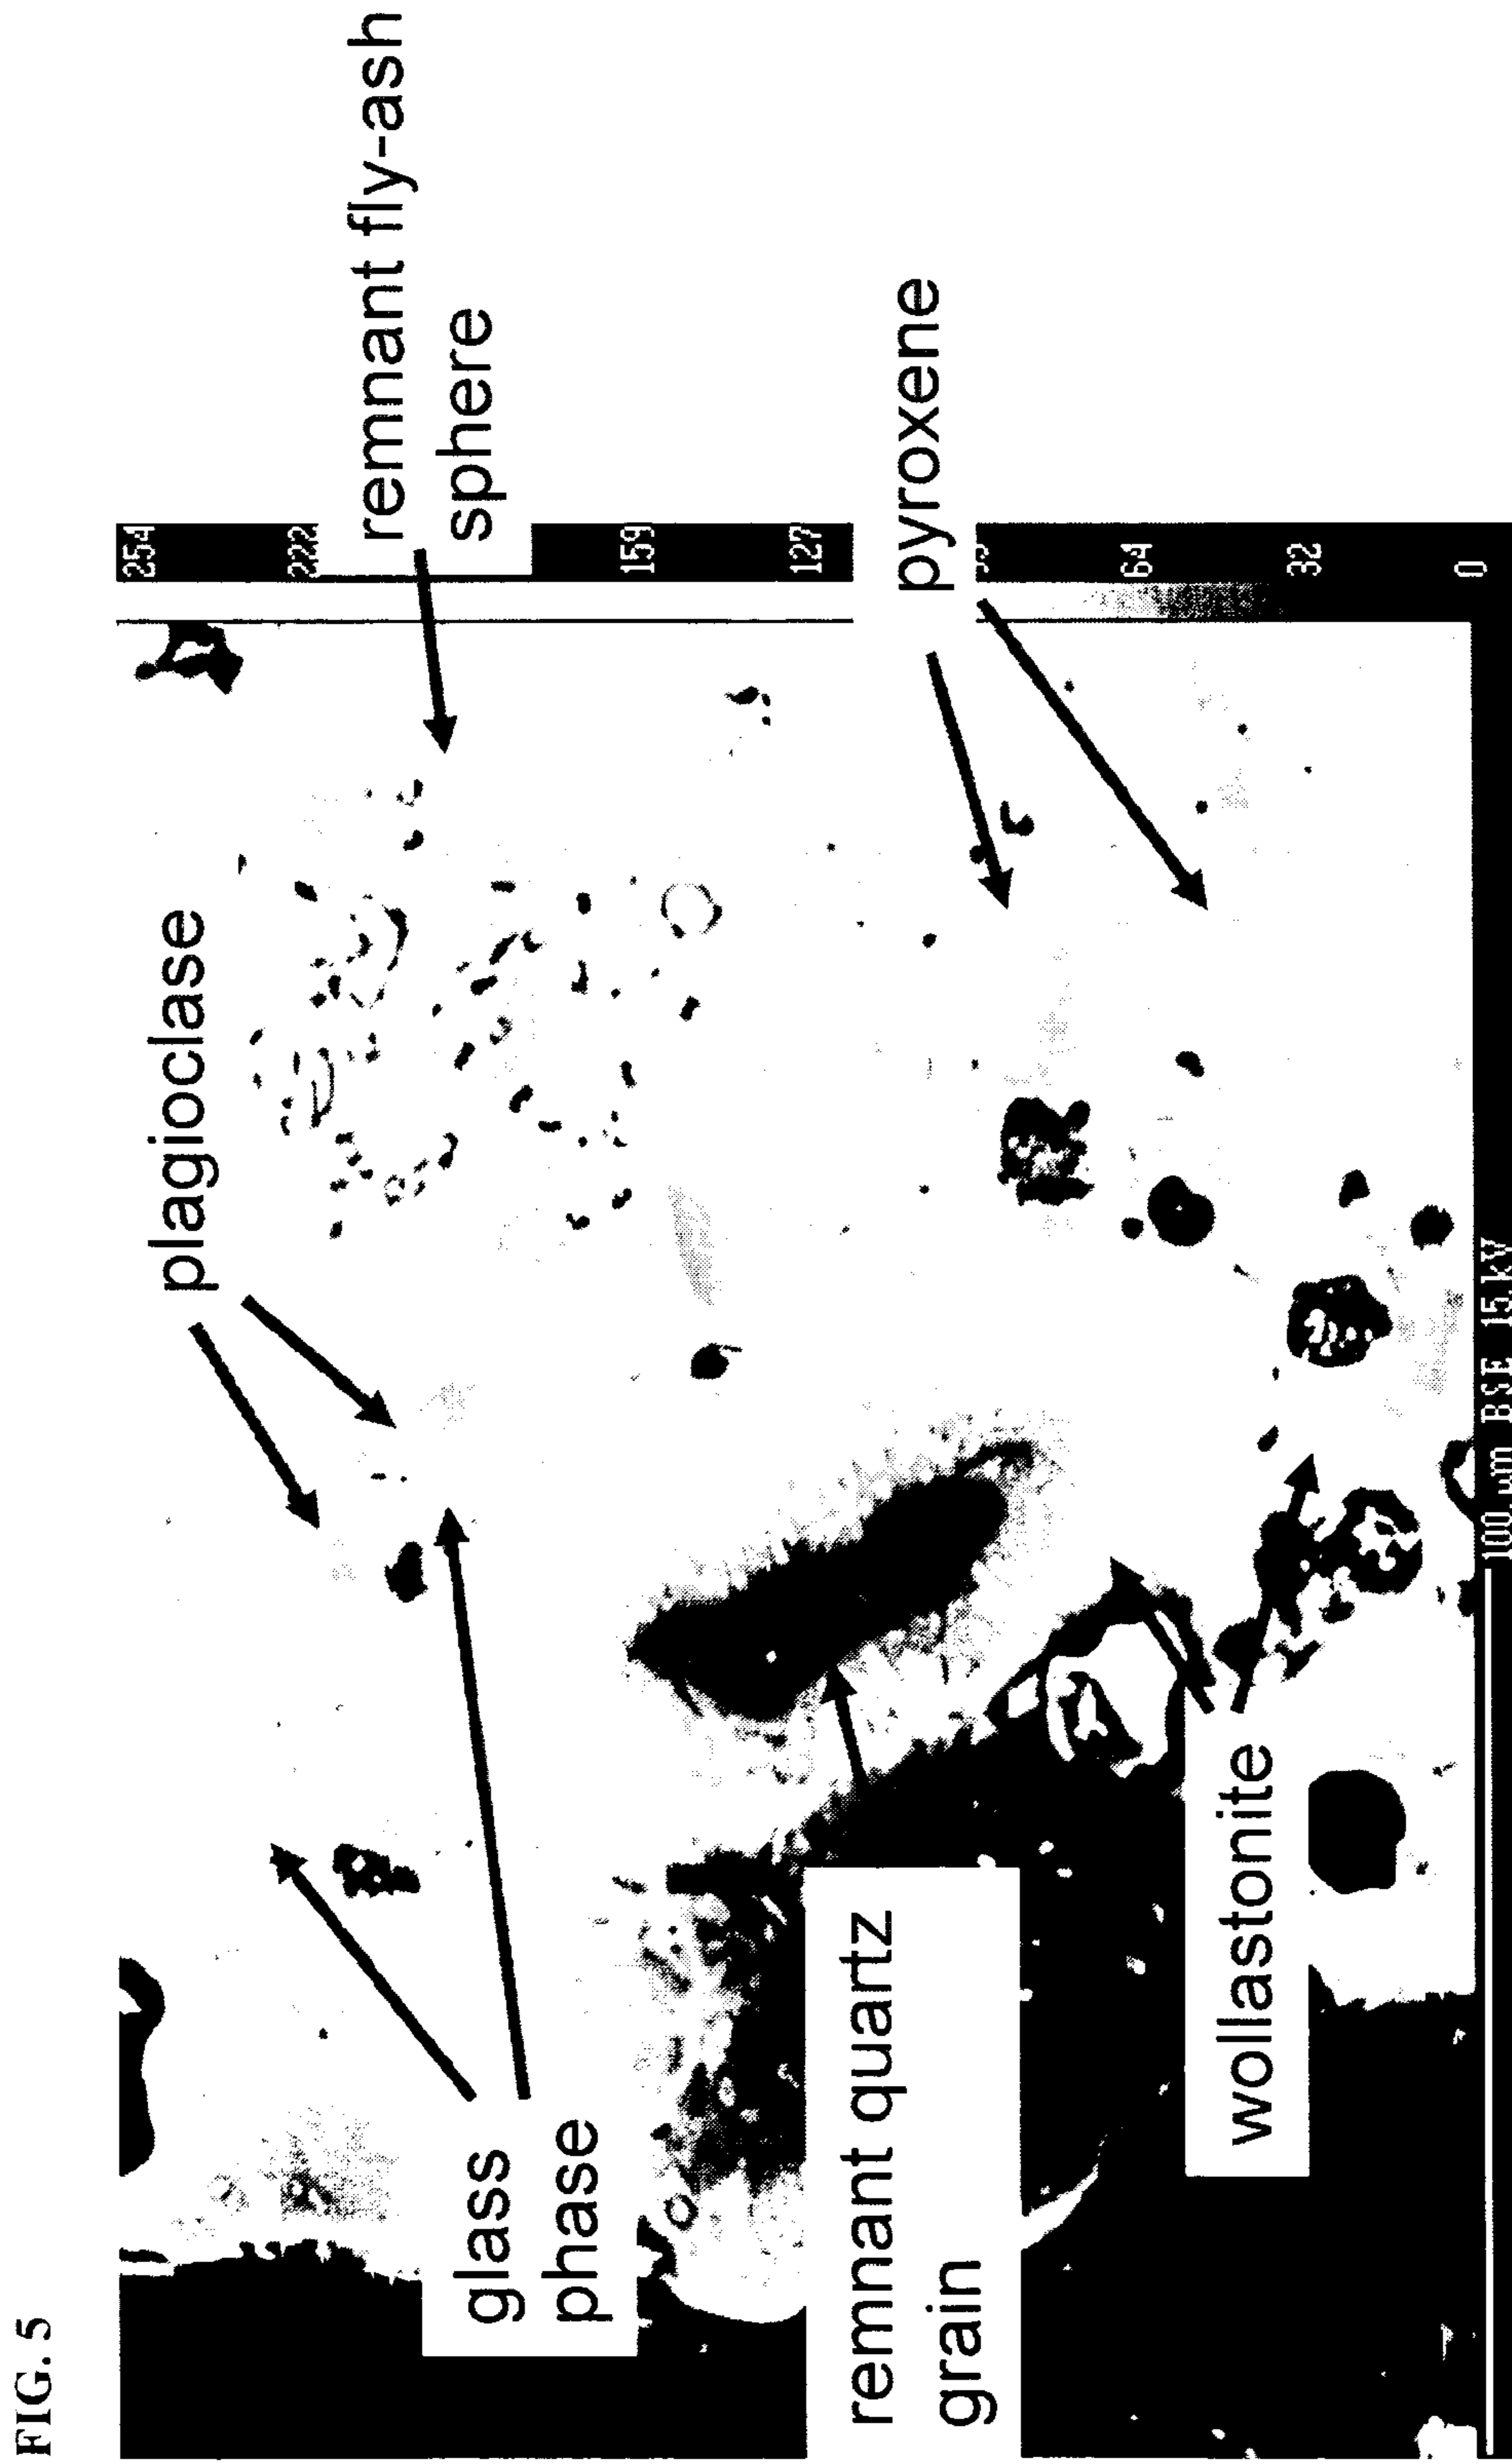 FIG. 5
plagioclase
remnant fly-ash
sphere
glass
phase
pyroxene
remnant quartz
grain
wollastonite
254
222
159
127
64
32
0
100 µm BSE 15 kV